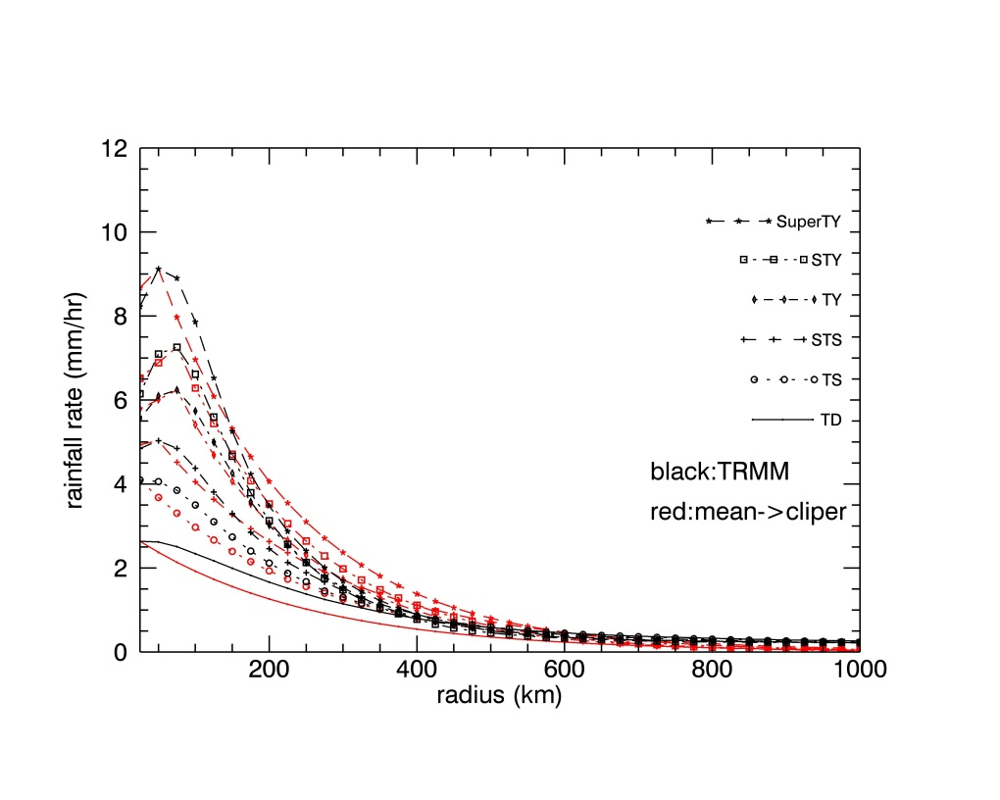 12
10
8
6
4
2
0
rainfall rate (mm/hr)
SuperTY
STY
TY
STS
TS
TD
black:TRMM
red:mean->cliper
200 400 600 800 1000
radius (km)